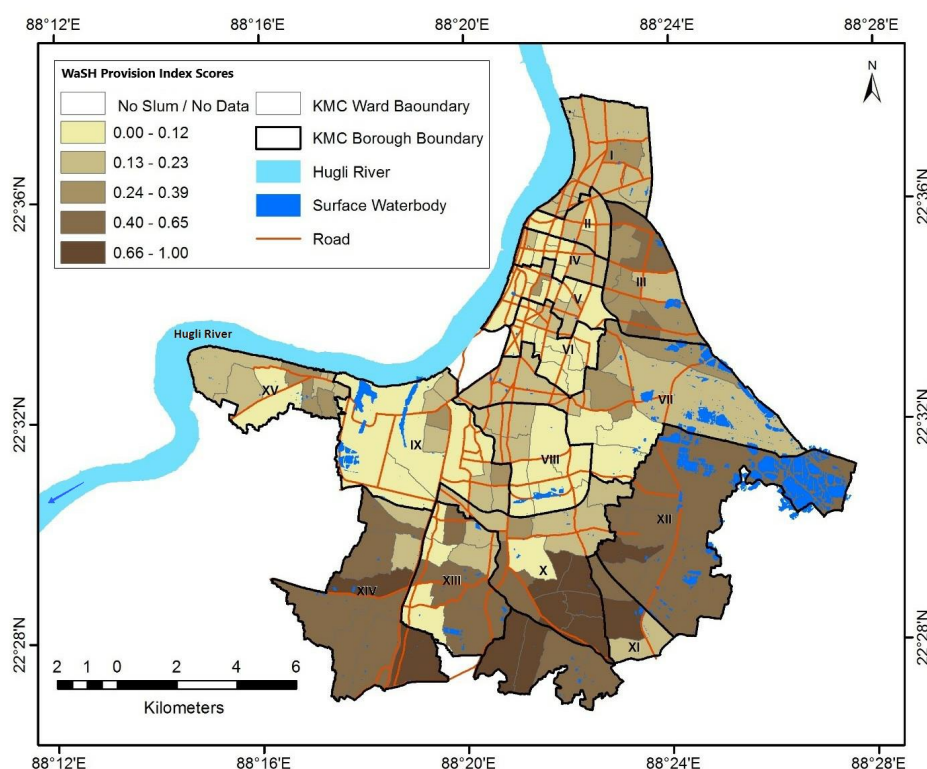 88°12'E 88°16'E 88°20'E 88°24'E 88°28'E
N
WaSH Provision Index Scores
No Slum / No Data
0.00 - 0.12
0.13 - 0.23
0.24 - 0.39
0.40 - 0.65
0.66 - 1.00
KMC Ward Baoundary
KMC Borough Boundary
Hugli River
Surface Waterbody
Road
22°36'N 22°36'N
I
II
III
IV
V
VI
Hugli River
VII
XV
22°32'N 22°32'N
IX
VIII
XII
X
XIII
XIV
XI
22°28'N 22°28'N
2 1 0 2 4 6
Kilometers
88°12'E 88°16'E 88°20'E 88°24'E 88°28'E